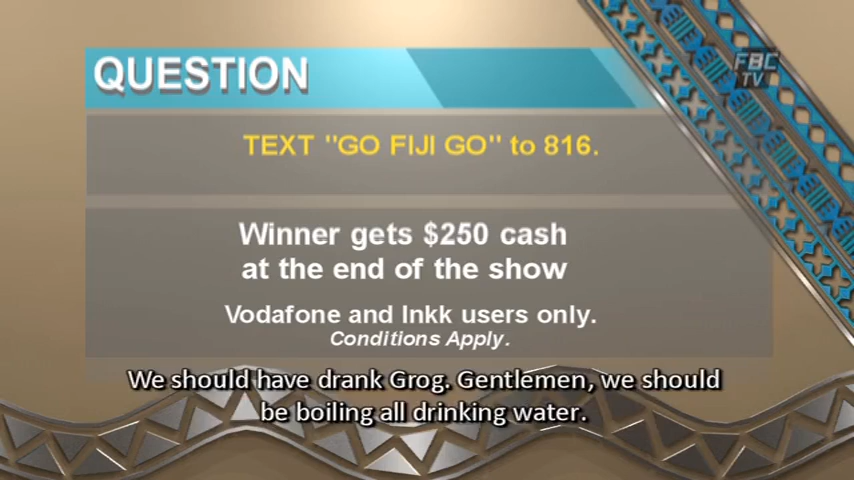 FBC
TV
QUESTION
TEXT "GO FIJI GO" to 816.
Winner gets $250 cash
at the end of the show
Vodafone and Inkk users only.
Conditions Apply.
We should have drank Grog. Gentlemen, we should
be boiling all drinking water.